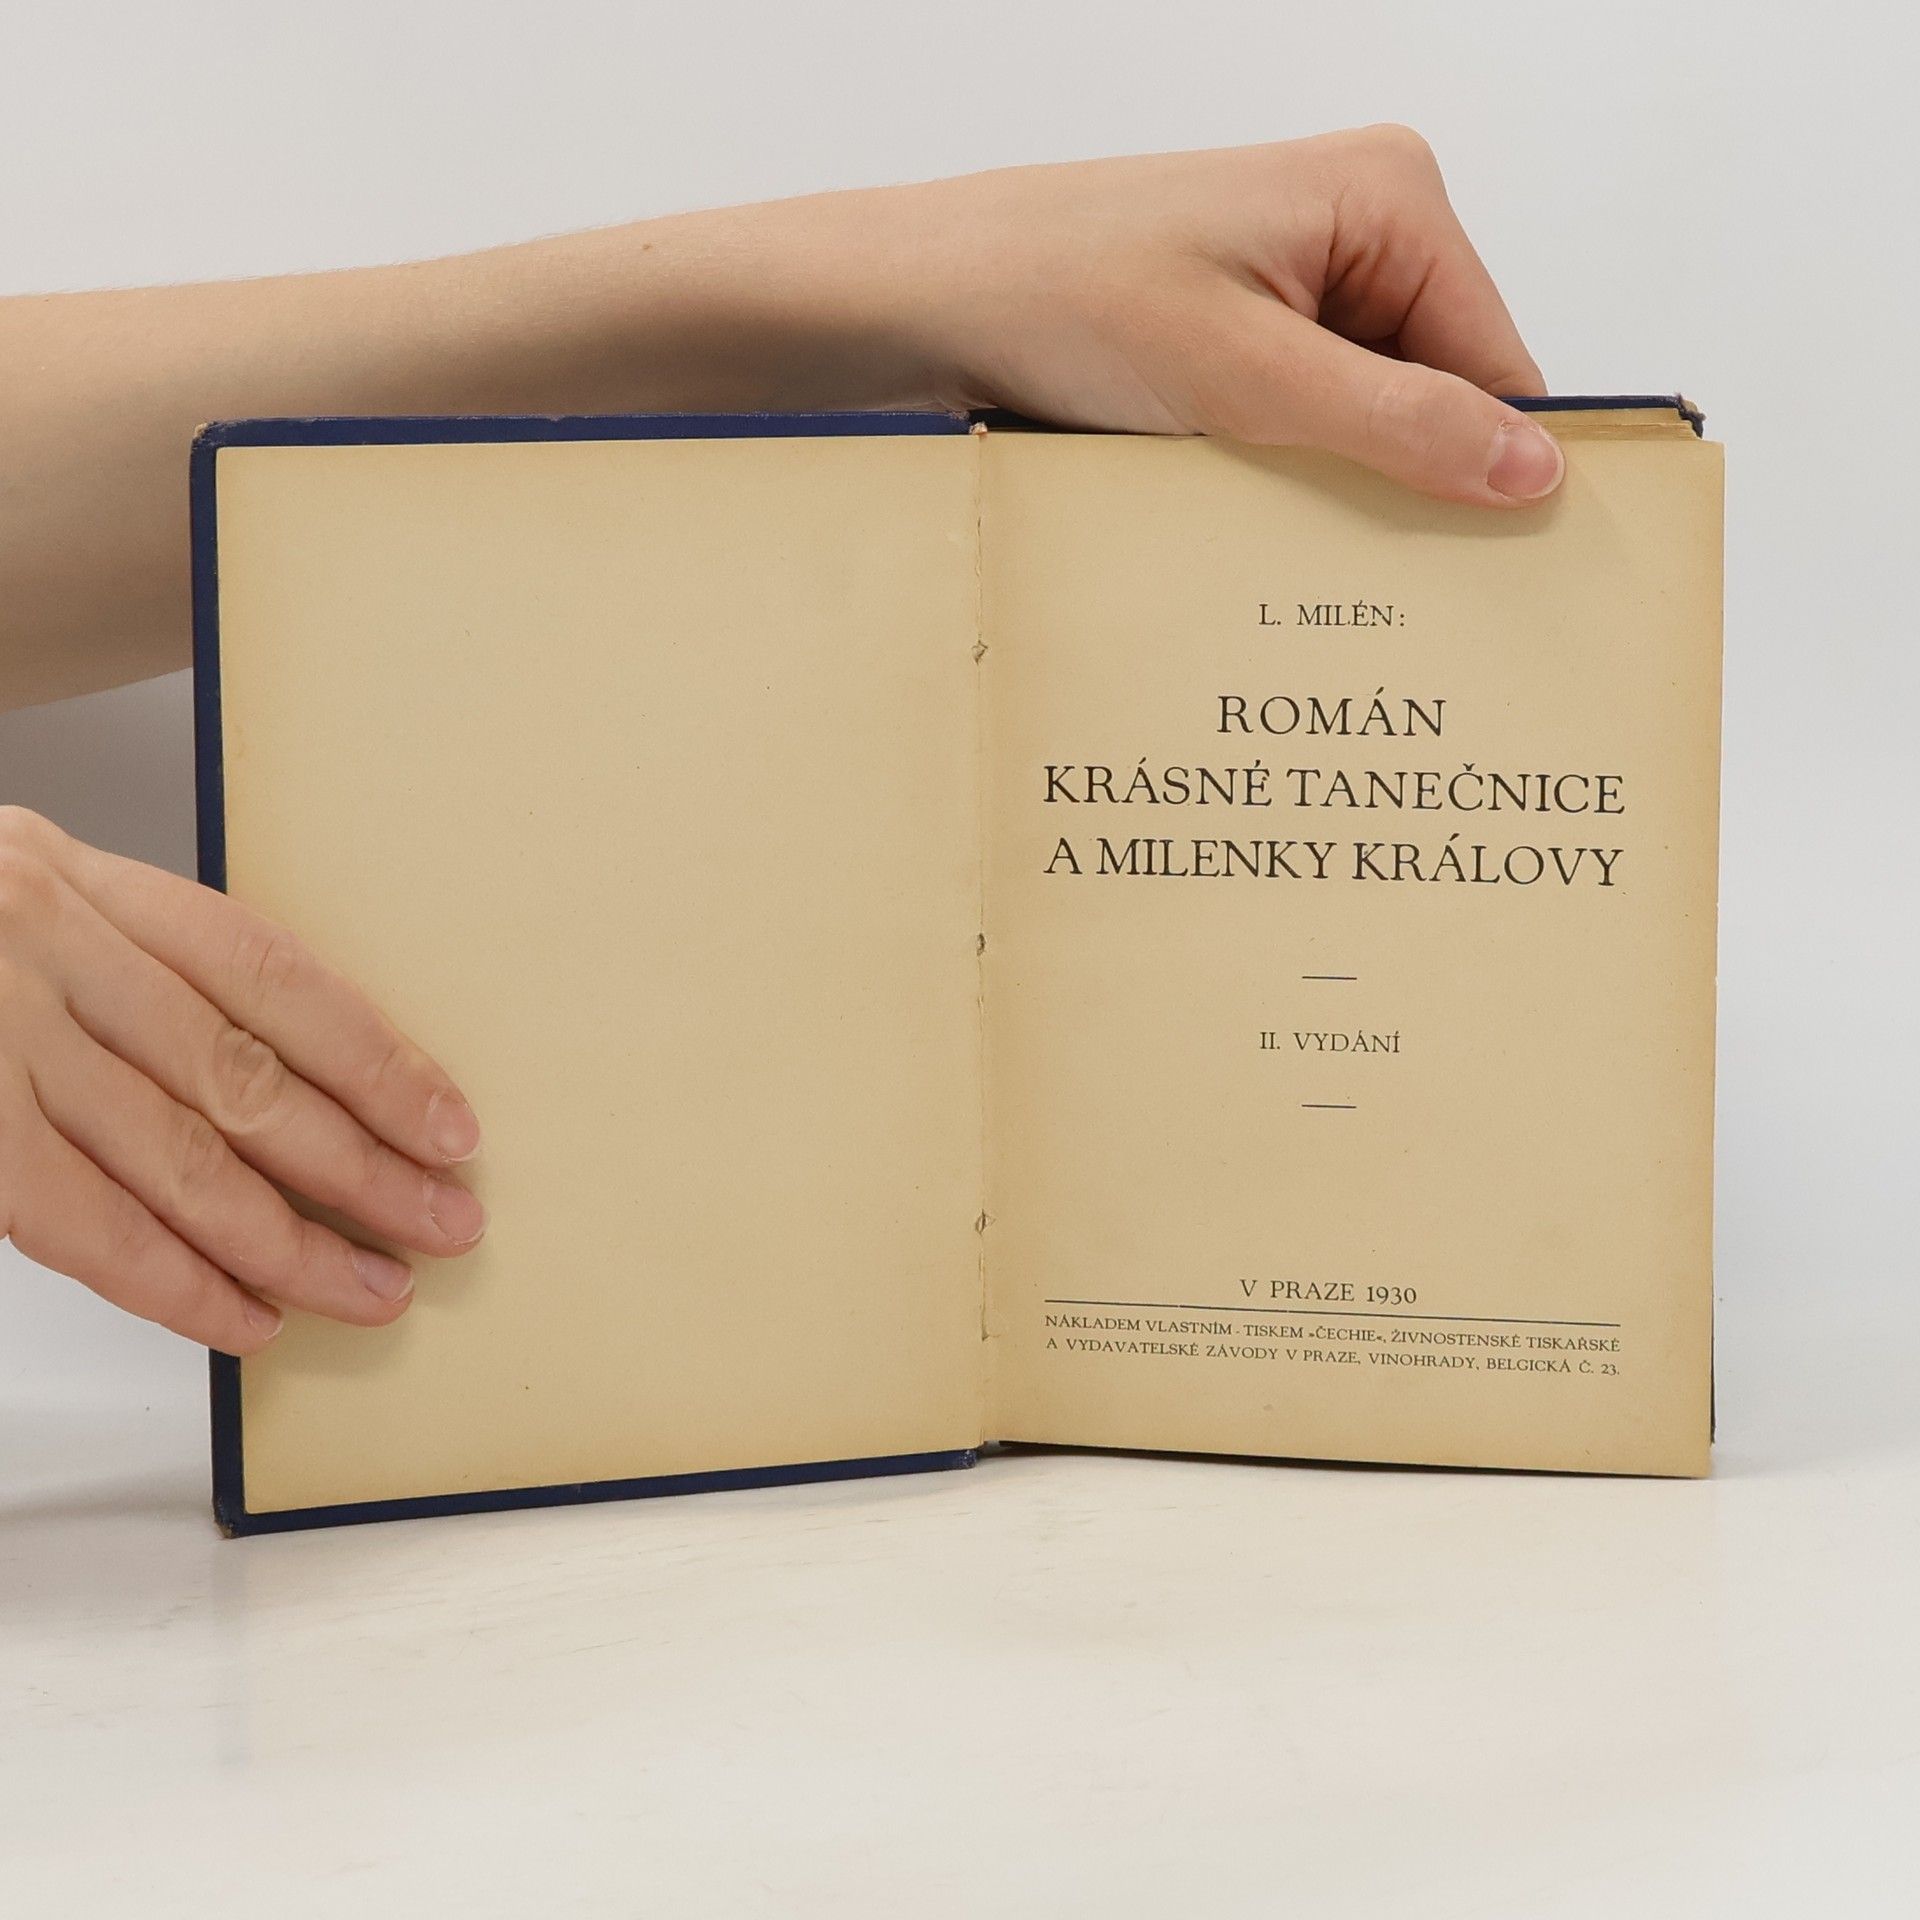 L. MILÉN:
ROMÁN
KRÁSNÉ TANEČNICE
A MILENKY KRÁLOVY
II. VYDÁNÍ
V PRAZE 1930
NÁKLADEM VLASTNÍM - TISKEM »ČECHIE«, ŽIVNOSTENSKÉ TISKAŘSKÉ
A VYDAVATELSKÉ ZÁVODY V PRAZE, VINOHRADY, BELGICKÁ Č. 23.